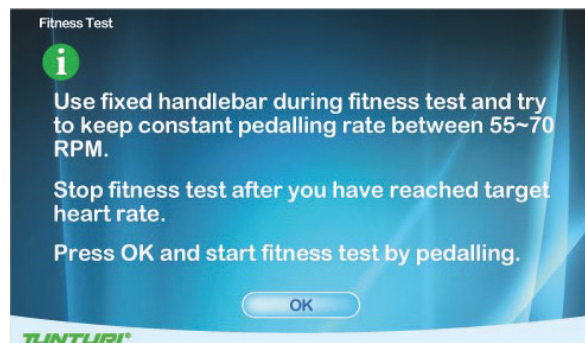 Fitness Test
i
Use fixed handlebar during fitness test and try
to keep constant pedalling rate between 55~70
RPM.
Stop fitness test after you have reached target
heart rate.
Press OK and start fitness test by pedalling.
OK
TUNTURI®